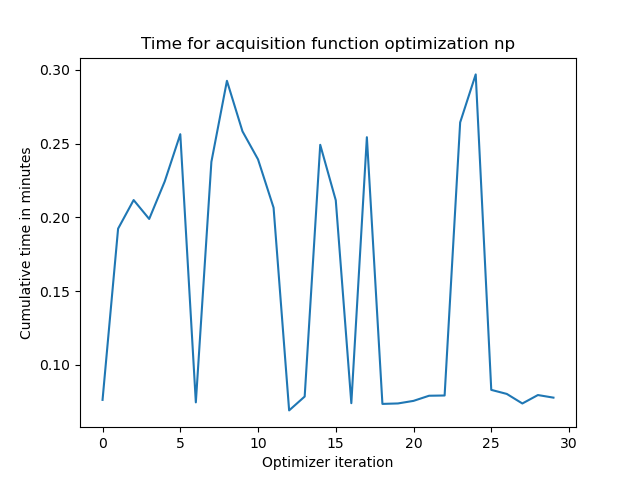 Time for acquisition function optimization np
Cumulative time in minutes
0.30
0.25
0.20
0.15
0.10
0 5 10 15 20 25 30
Optimizer iteration